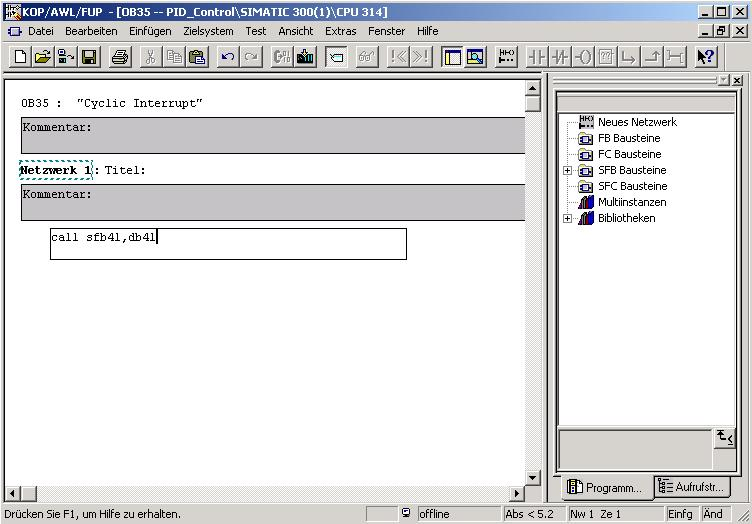 KOP/AWL/FUP - [OB35 -- PID_Control\SIMATIC 300(1)\CPU 314]
Datei Bearbeiten Einfügen Zielsystem Test Ansicht Extras Fenster Hilfe
OB35 : "Cyclic Interrupt"
Kommentar:
Netzwerk 1: Titel:
Kommentar:
call sfb41,db41
Neues Netzwerk
FB Bausteine
FC Bausteine
SFB Bausteine
SFC Bausteine
Multiinstanzen
Bibliotheken
Programm... Aufrufstr...
Drücken Sie F1, um Hilfe zu erhalten. offline Abs < 5.2 Nw 1 Ze 1 Einfg Änd